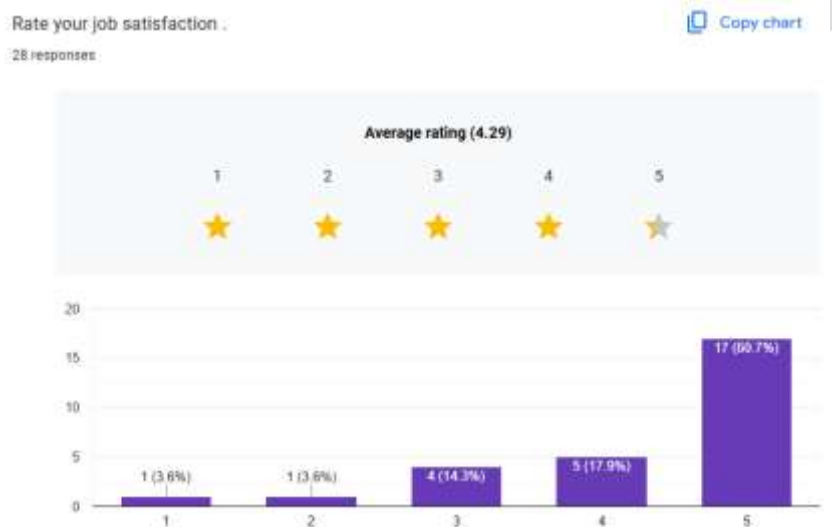 Rate your job satisfaction .
Copy chart
28 responses
Average rating (4.29)
1 2 3 4 5
20
15
10
5
0
1 (3.6%) 1 (3.6%) 4 (14.3%) 5 (17.9%) 17 (60.7%)
1 2 3 4 5